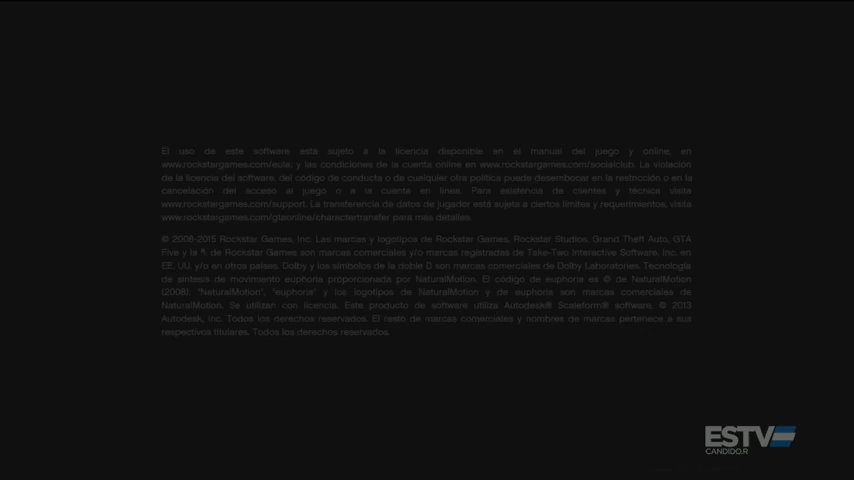 El uso de este software está sujeto a la licencia disponible en el manual del juego y online, en
www.rockstargames.com/eula; y las condiciones de la cuenta online en www.rockstargames.com/socialclub. La violación
de la licencia del software, del código de conducta o de cualquier otra política puede desembocar en la restricción o en la
cancelación del acceso al juego o a la cuenta en línea. Para asistencia de clientes y técnica visita
www.rockstargames.com/support. La transferencia de datos de jugador está sujeta a ciertos límites y requerimientos, visita
www.rockstargames.com/gtaonline/charactertransfer para más detalles.
© 2008-2015 Rockstar Games, Inc. Las marcas y logotipos de Rockstar Games, Rockstar Studios, Grand Theft Auto, GTA
Five y la R* de Rockstar Games son marcas comerciales y/o marcas registradas de Take-Two Interactive Software, Inc. en
EE. UU. y/o en otros países. Dolby y los símbolos de la doble D son marcas comerciales de Dolby Laboratories. Tecnología
de síntesis de movimiento euphoria proporcionada por NaturalMotion. El código de euphoria es © de NaturalMotion
(2008). "NaturalMotion", "euphoria" y los logotipos de NaturalMotion y de euphoria son marcas comerciales de
NaturalMotion. Se utilizan con licencia. Este producto de software utiliza Autodesk® Scaleform® software, © 2013
Autodesk, Inc. Todos los derechos reservados. El resto de marcas comerciales y nombres de marcas pertenece a sus
respectivos titulares. Todos los derechos reservados.
ESTV
CANDIDO.R